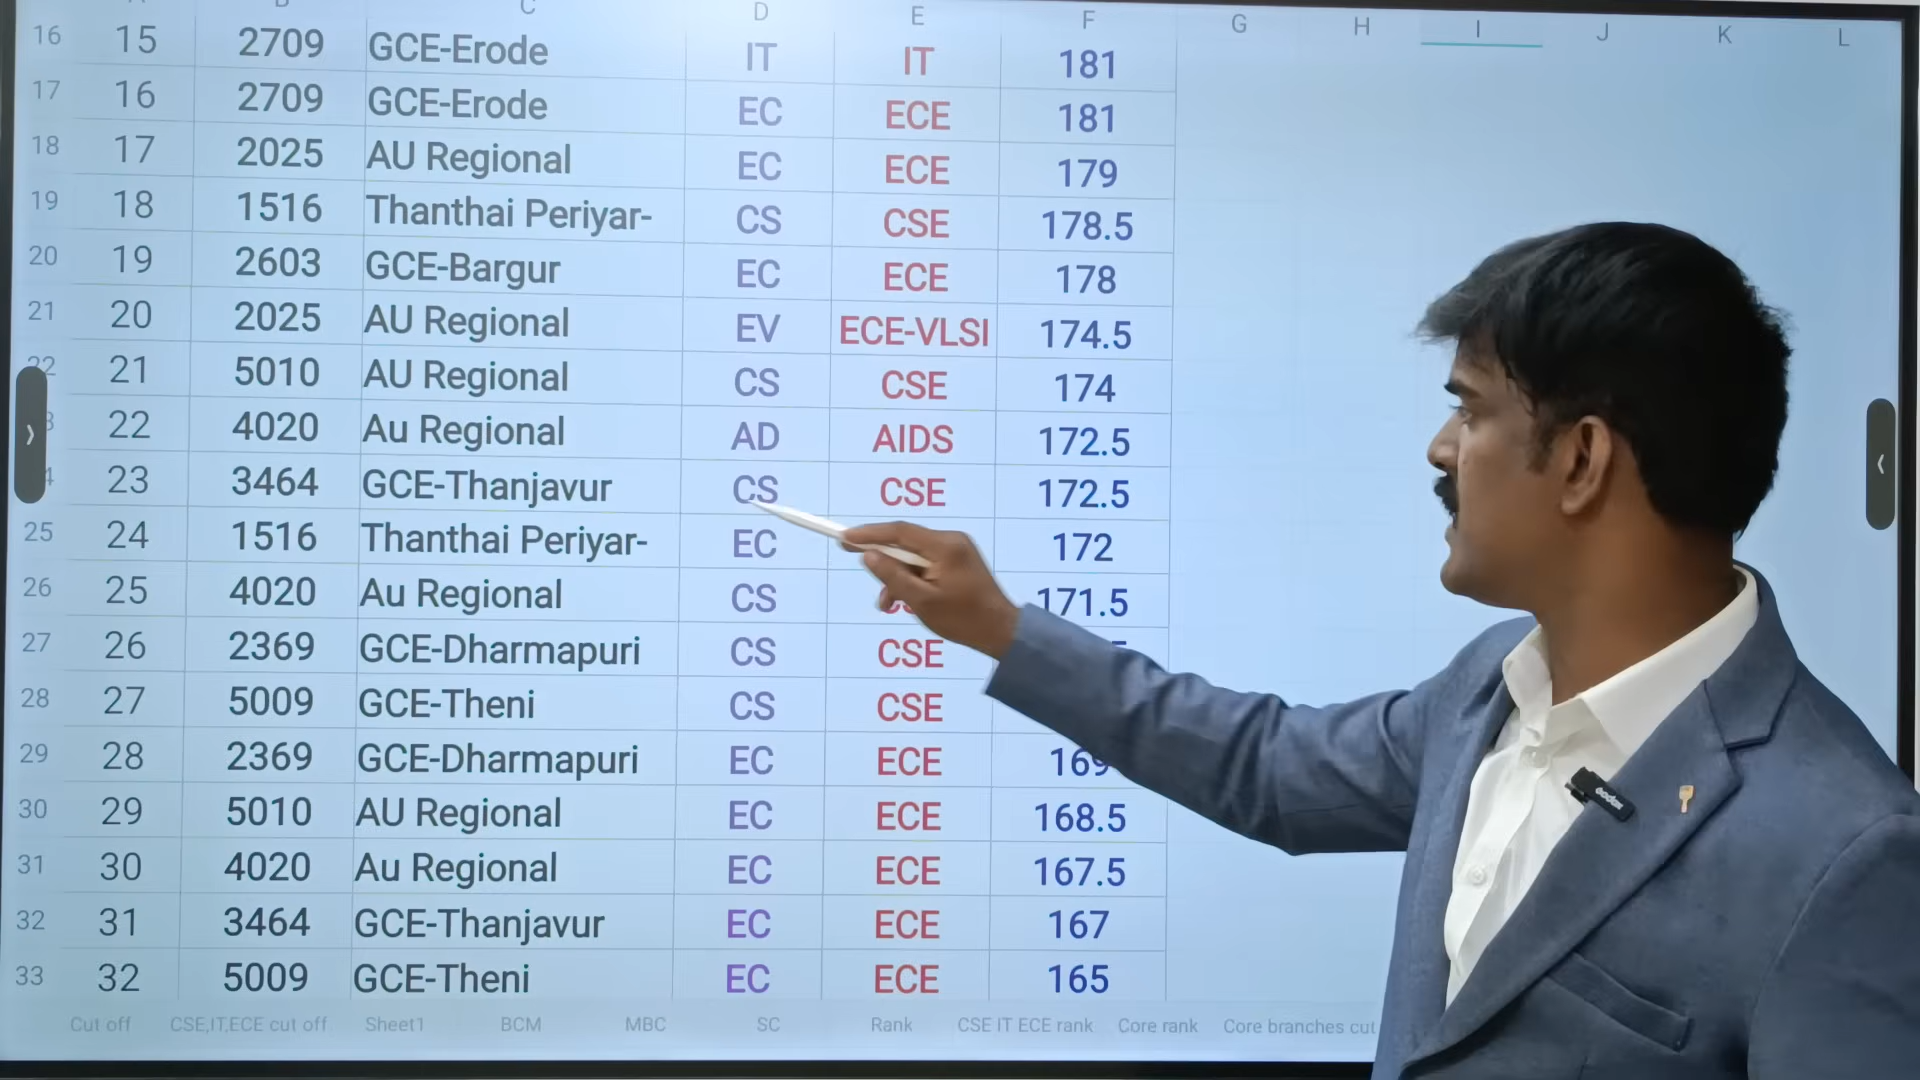 C D E F G H I J K L
16 15 2709 GCE-Erode IT IT 181
17 16 2709 GCE-Erode EC ECE 181
18 17 2025 AU Regional EC ECE 179
19 18 1516 Thanthai Periyar- CS CSE 178.5
20 19 2603 GCE-Bargur EC ECE 178
21 20 2025 AU Regional EV ECE-VLSI 174.5
22 21 5010 AU Regional CS CSE 174
22 4020 Au Regional AD AIDS 172.5
23 3464 GCE-Thanjavur CS CSE 172.5
25 24 1516 Thanthai Periyar- EC 172
26 25 4020 Au Regional CS 171.5
27 26 2369 GCE-Dharmapuri CS CSE
28 27 5009 GCE-Theni CS CSE
29 28 2369 GCE-Dharmapuri EC ECE 169
30 29 5010 AU Regional EC ECE 168.5
31 30 4020 Au Regional EC ECE 167.5
32 31 3464 GCE-Thanjavur EC ECE 167
33 32 5009 GCE-Theni EC ECE 165
Cut off CSE,IT,ECE cut off Sheet1 BCM MBC SC Rank CSE IT ECE rank Core rank Core branches cut
Godox